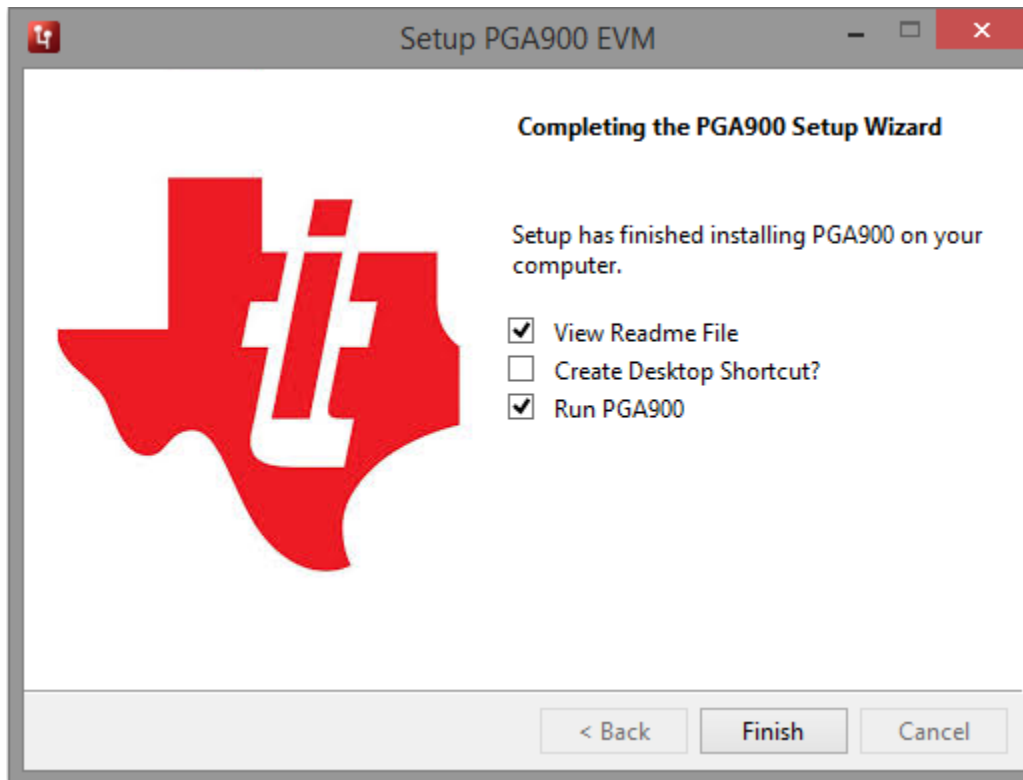 Setup PGA900 EVM
Completing the PGA900 Setup Wizard
Setup has finished installing PGA900 on your
computer.
View Readme File
Create Desktop Shortcut?
Run PGA900
< Back
Finish
Cancel